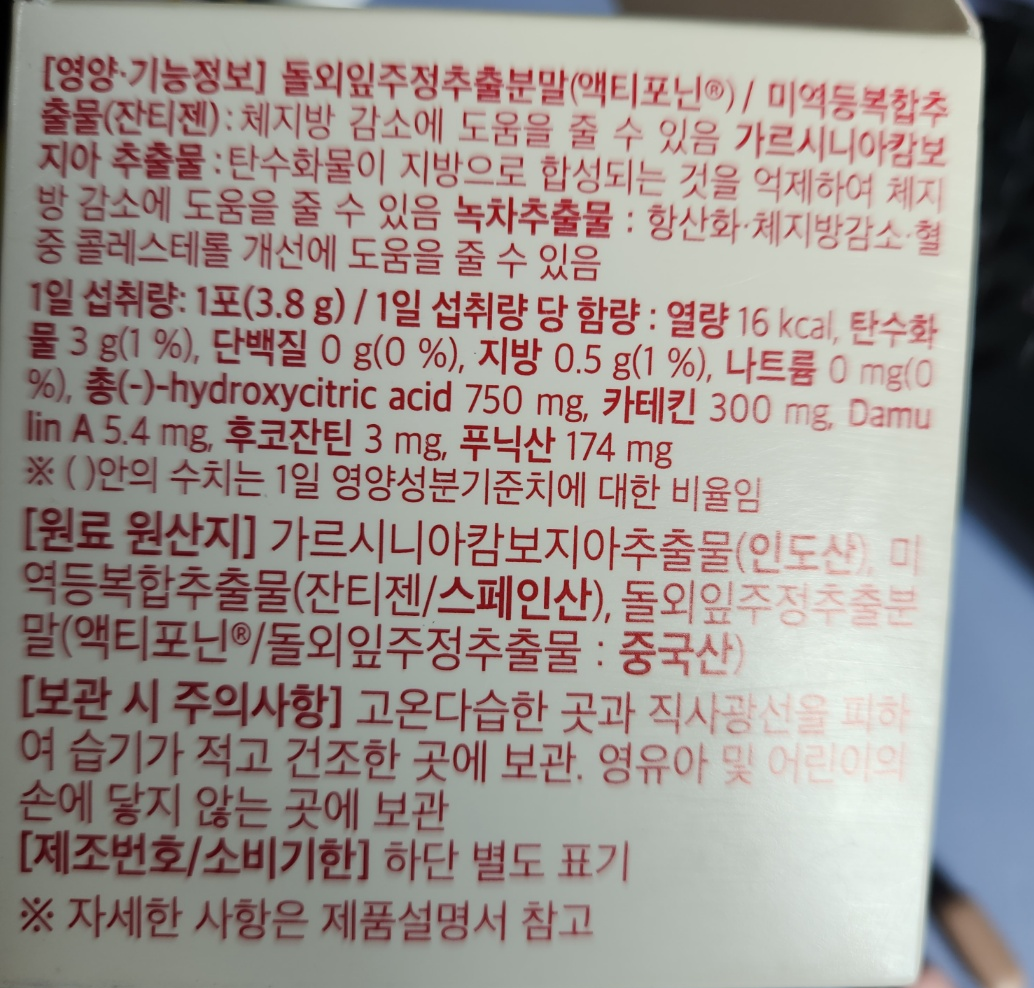 [영양·기능정보] 돌외잎주정추출분말(액티포닌®) / 미역등복합추
출물(잔티젠) : 체지방 감소에 도움을 줄 수 있음 가르시니아캄보
지아 추출물 : 탄수화물이 지방으로 합성되는 것을 억제하여 체지
방 감소에 도움을 줄 수 있음 녹차추출물 : 항산화·체지방감소·혈
중 콜레스테롤 개선에 도움을 줄 수 있음
1일 섭취량: 1포(3.8 g) / 1일 섭취량 당 함량 : 열량 16 kcal, 탄수화
물 3 g(1 %), 단백질 0 g(0 %), 지방 0.5 g(1 %), 나트륨 0 mg(0
%), 총(-)-hydroxycitric acid 750 mg, 카테킨 300 mg, Damu
lin A 5.4 mg, 후코잔틴 3 mg, 푸닉산 174 mg
※ ( )안의 수치는 1일 영양성분기준치에 대한 비율임
[원료 원산지] 가르시니아캄보지아추출물(인도산), 미
역등복합추출물(잔티젠/스페인산), 돌외잎주정추출분
말(액티포닌®/돌외잎주정추출물 : 중국산)
[보관 시 주의사항] 고온다습한 곳과 직사광선을 피하
여 습기가 적고 건조한 곳에 보관. 영유아 및 어린이의
손에 닿지 않는 곳에 보관
[제조번호/소비기한] 하단 별도 표기
※ 자세한 사항은 제품설명서 참고